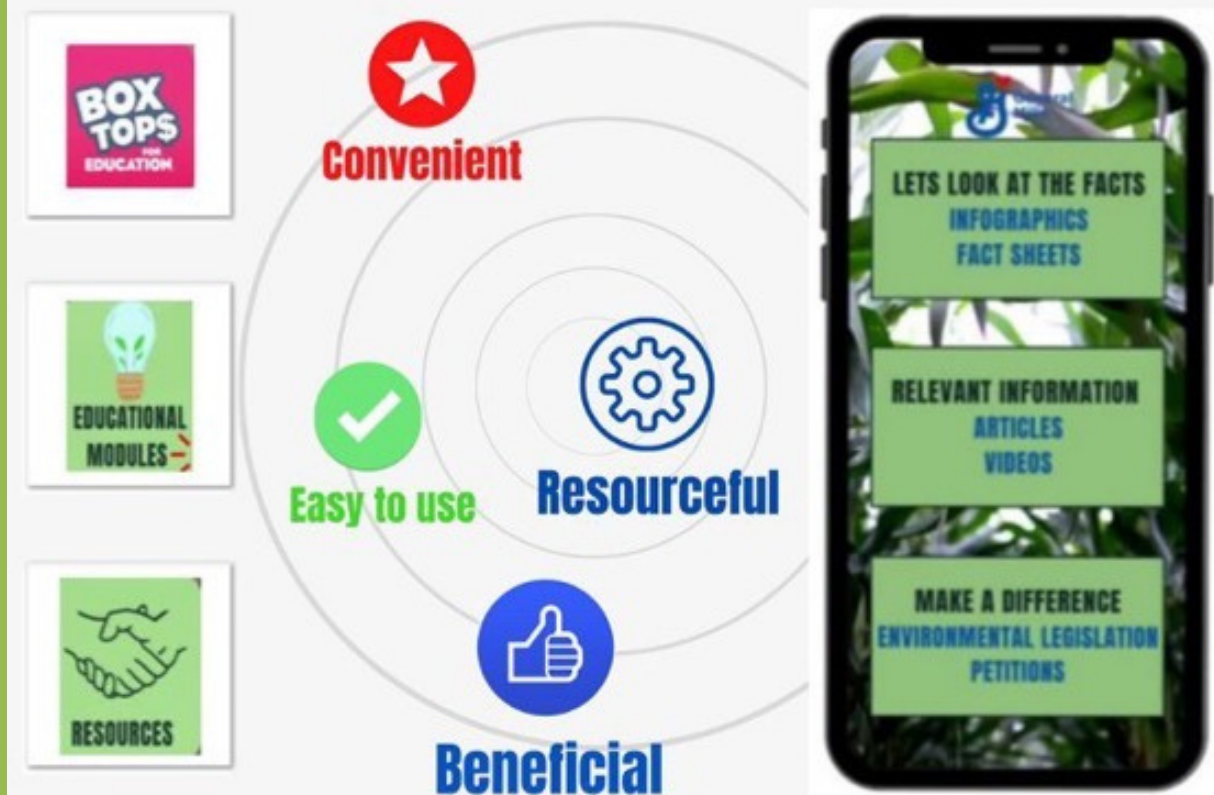 BOX
TOPS
FOR
EDUCATION
EDUCATIONAL
MODULES
RESOURCES
Convenient
Easy to use
Resourceful
Beneficial
LETS LOOK AT THE FACTS
INFOGRAPHICS
FACT SHEETS
RELEVANT INFORMATION
ARTICLES
VIDEOS
MAKE A DIFFERENCE
ENVIRONMENTAL LEGISLATION
PETITIONS